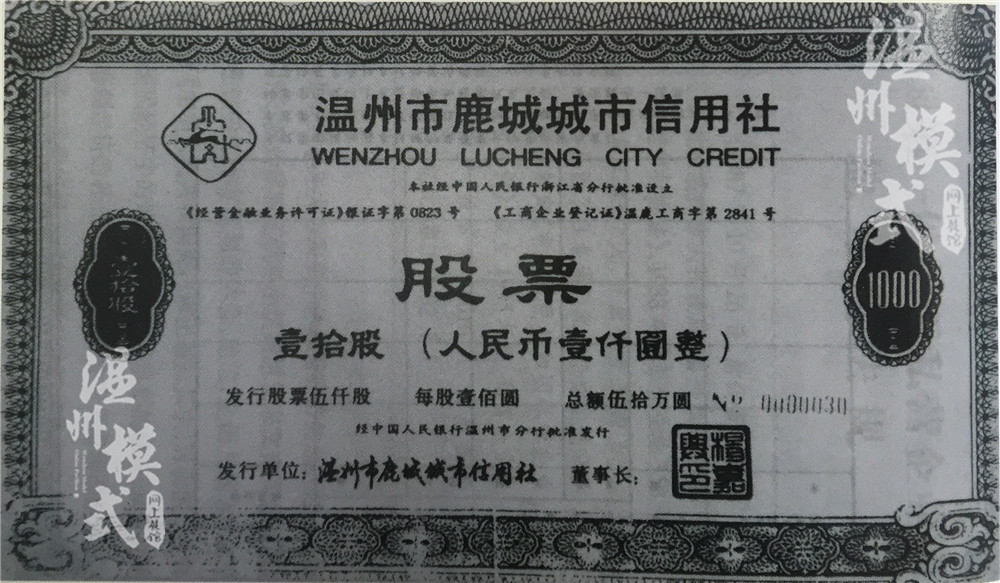 温州市鹿城城市信用社
WENZHOU LUCHENG CITY CREDIT
本社经中国人民银行浙江省分行批准设立
《经营金融业务许可证》银证字第0823号 《工商企业登记证》温鹿工商字第2841号
壹拾股
股票
1000
壹拾股 (人民币壹仟圆整)
发行股票伍仟股 每股壹佰圆 总额伍拾万圆 No 0000030
经中国人民银行温州市分行批准发行
发行单位:温州市鹿城城市信用社 董事长:
杨嘉兴印
温州模式
网上展馆
温州模式
网上展馆